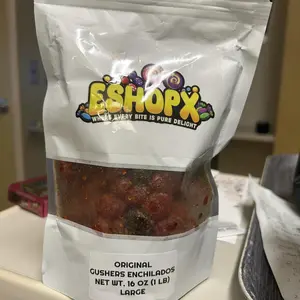 ESHOPX
WHERE EVERY BITE IS PURE DELIGHT
ORIGINAL
GUSHERS ENCHILADOS
NET WT. 16 OZ (1 LB)
LARGE